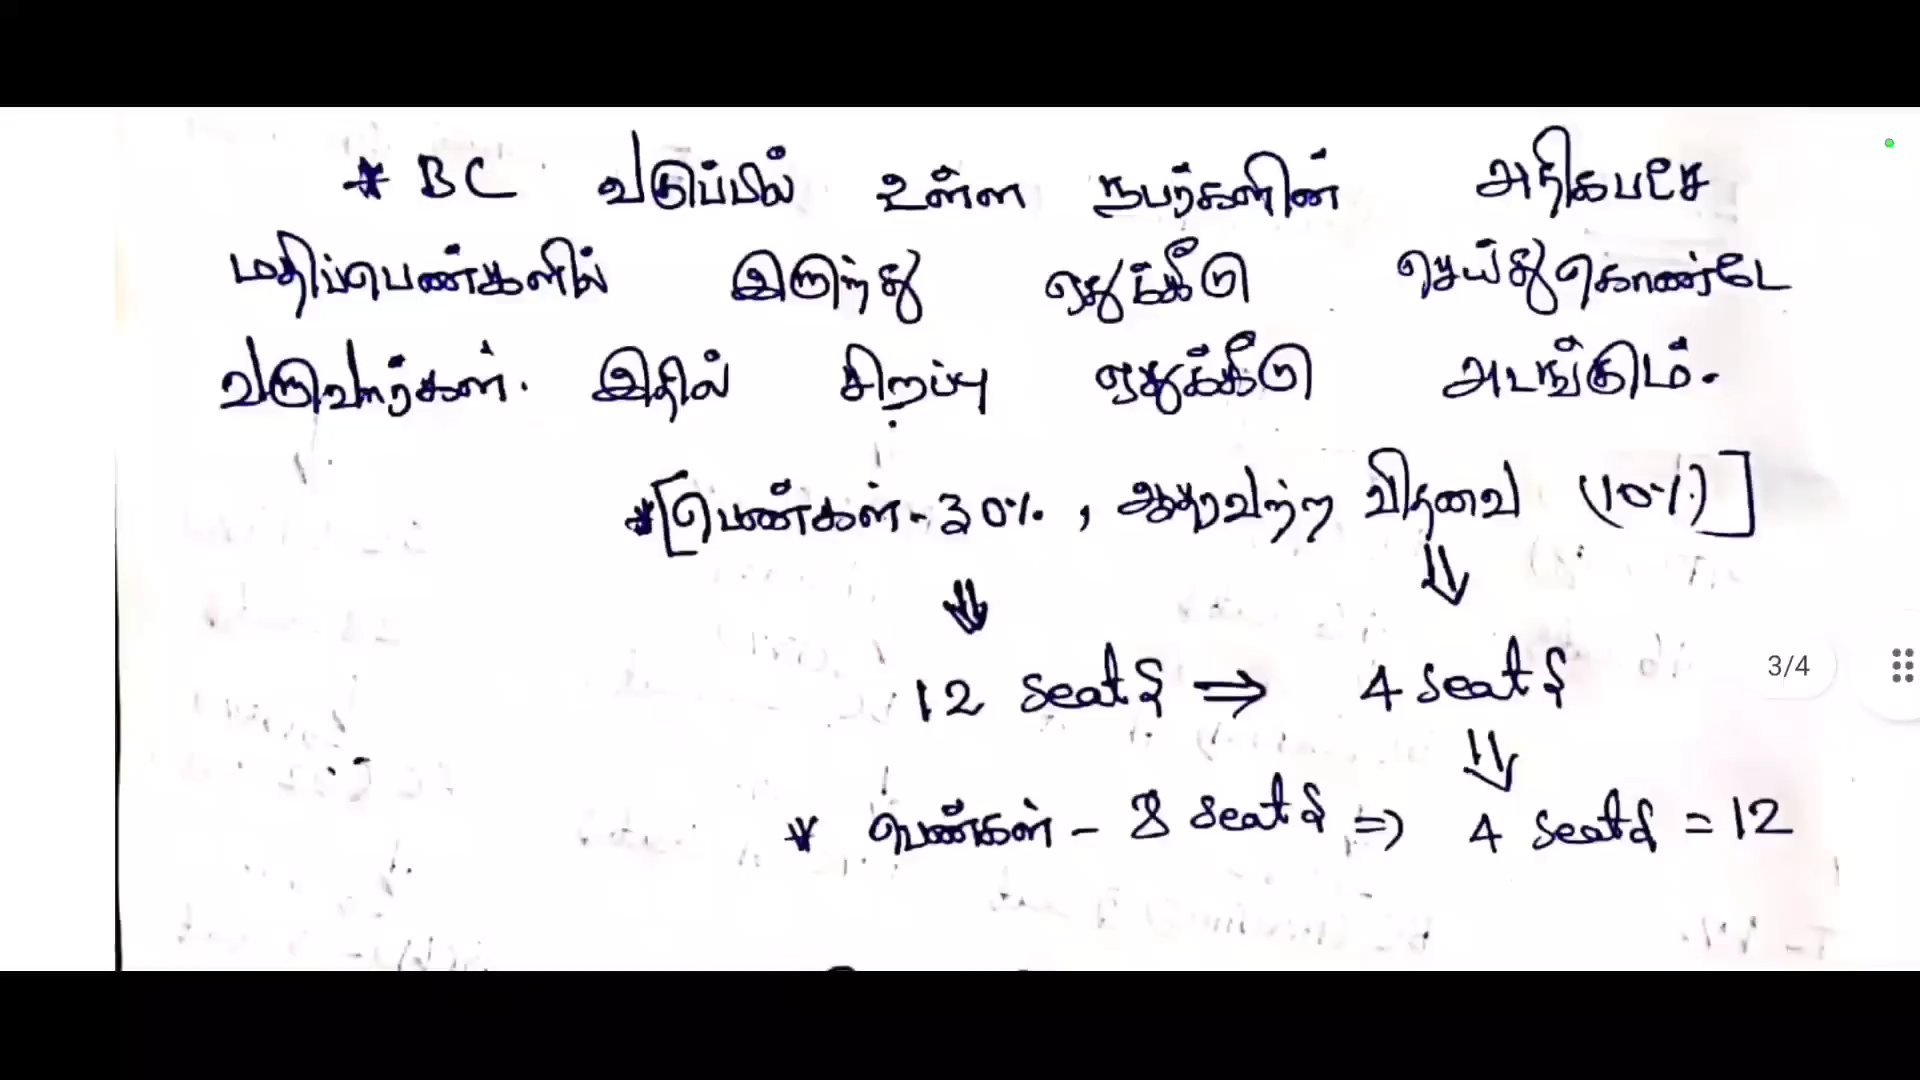 * BC வகுப்பில் உள்ள நபர்களின் அதிகபசே
மதிப்பெண்களில் இருந்து ஒதுக்கீடு செய்துகொண்டே
வருவார்கள். இதில் சிறப்பு ஒதுக்கீடு அடங்கும்.
*[பெண்கள் - 30%, ஆதரவற்ற விதவை (10%)]
⇓ ⇓
12 seats ⇒ 4 seats
3/4
⇓
* பெண்கள் - 8 seats ⇒ 4 seats = 12